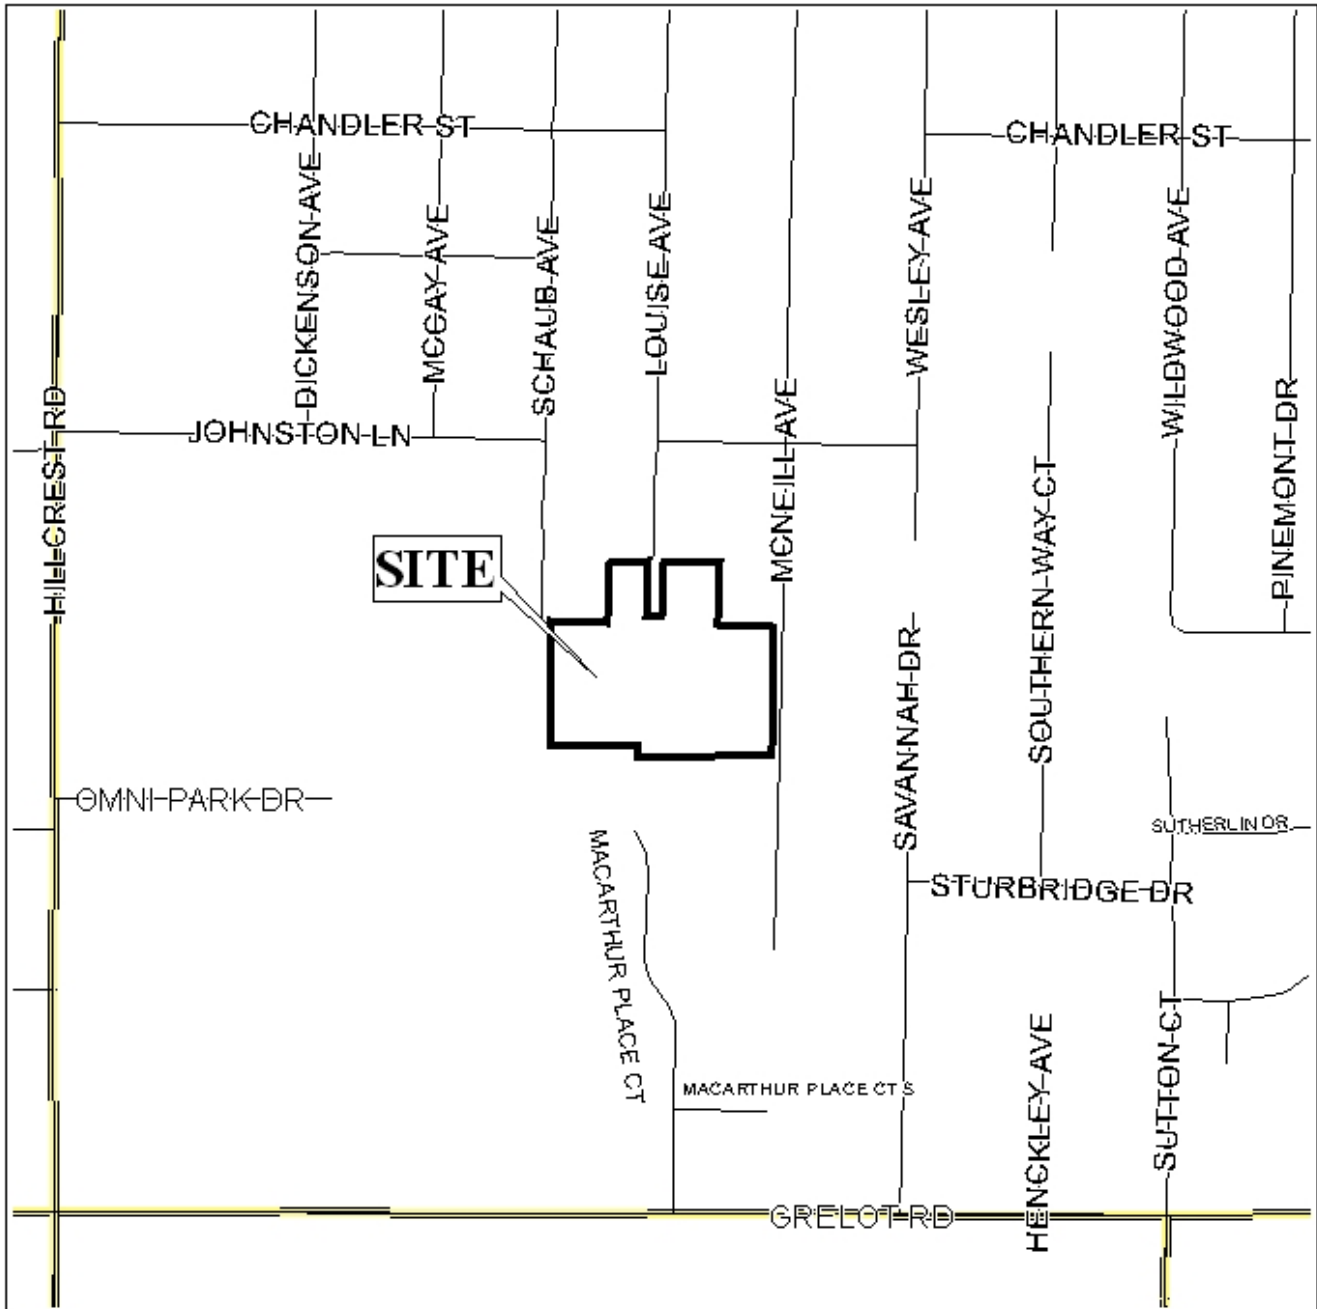 CHANDLER ST
CHANDLER ST
DICKENSON AVE
MCGAY AVE
SCHAUB AVE
LOUISE AVE
WESLEY AVE
WILDWOOD AVE
MCNEILL AVE
PINEMONT DR
HILLCREST RD
JOHNSTON LN
SOUTHERN WAY CT
SITE
SAVANNAH DR
OMNI PARK DR
SUTHERLIN DR
MACARTHUR PLACE CT
STURBRIDGE DR
SUTTON CT
HENCKLEY AVE
MACARTHUR PLACE CT S
GRELOT RD